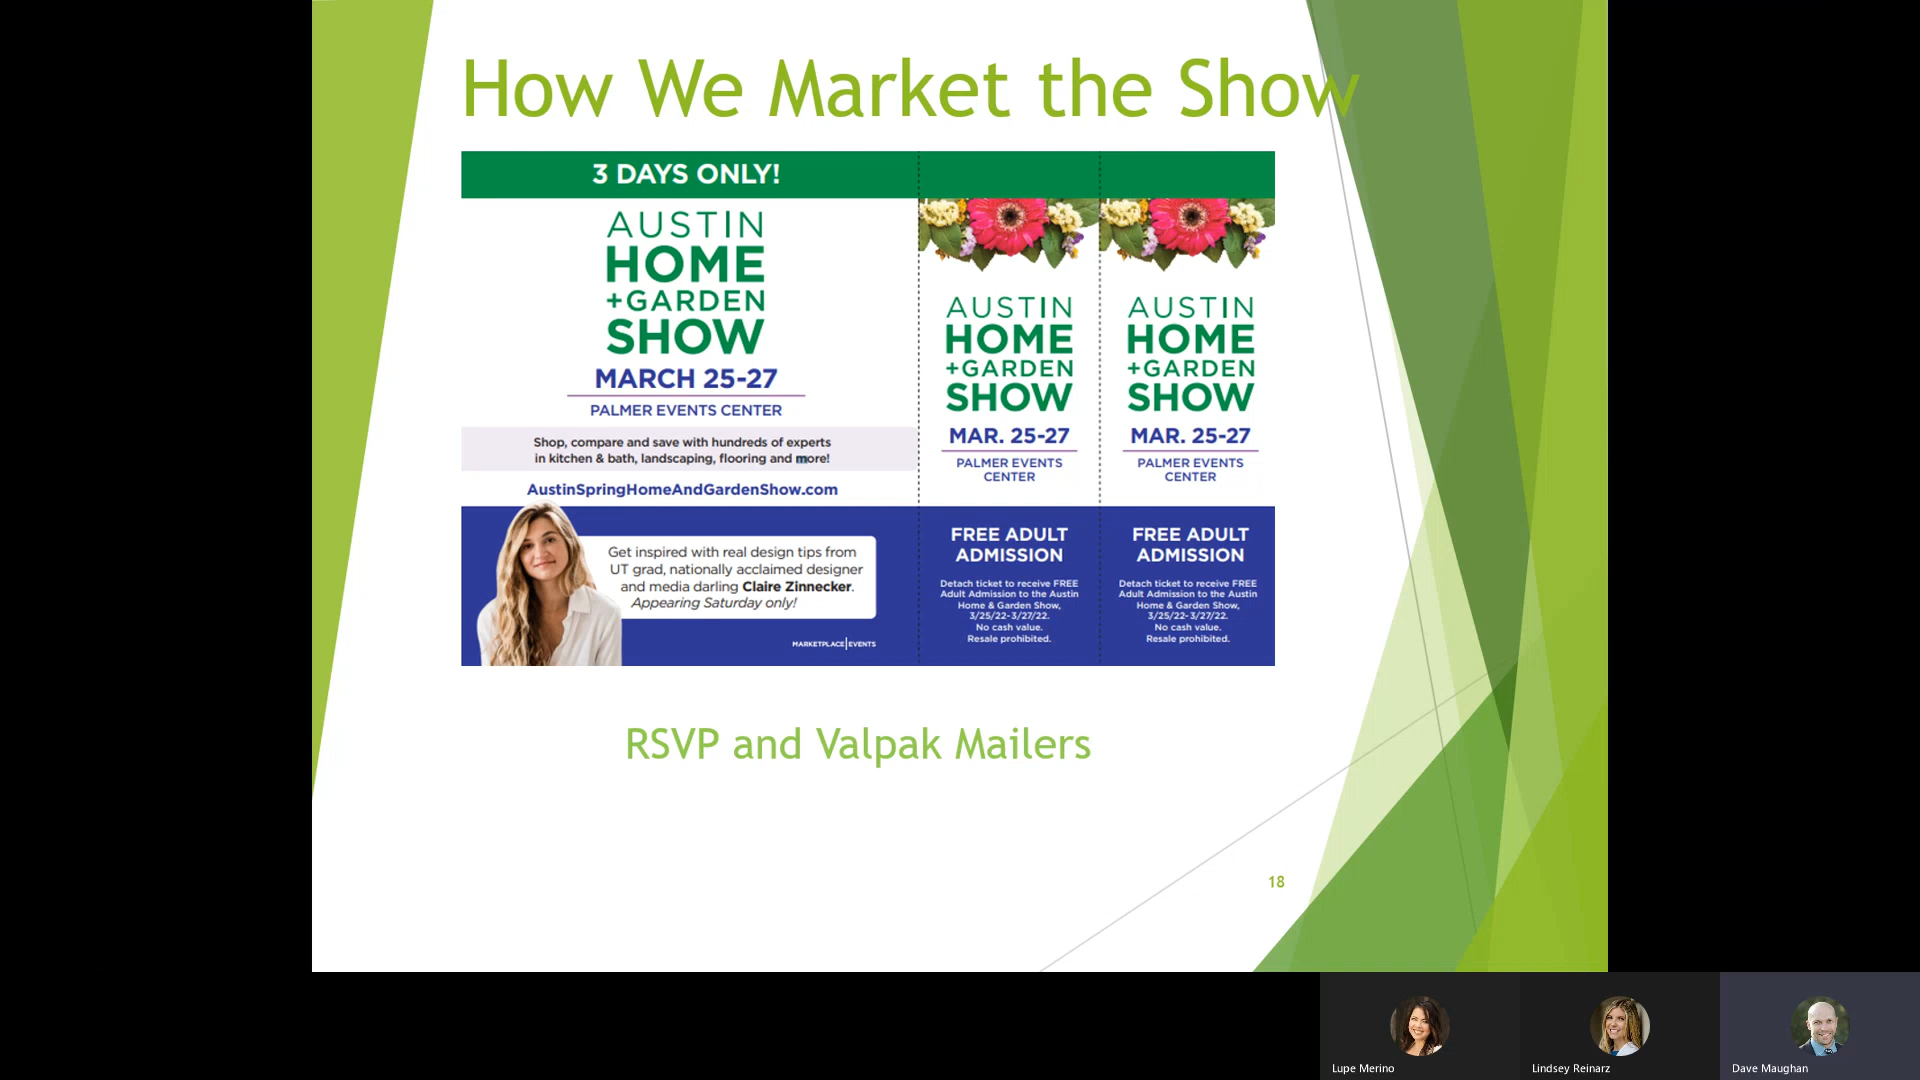 How We Market the Show
3 DAYS ONLY!
AUSTIN
HOME
+GARDEN
SHOW
MARCH 25-27
PALMER EVENTS CENTER
Shop, compare and save with hundreds of experts
in kitchen & bath, landscaping, flooring and more!
AustinSpringHomeAndGardenShow.com
Get inspired with real design tips from
UT grad, nationally acclaimed designer
and media darling Claire Zinnecker.
Appearing Saturday only!
MARKETPLACE|EVENTS
AUSTIN
HOME
+GARDEN
SHOW
MAR. 25-27
PALMER EVENTS
CENTER
FREE ADULT
ADMISSION
Detach ticket to receive FREE
Adult Admission to the Austin
Home & Garden Show,
3/25/22-3/27/22.
No cash value.
Resale prohibited.
AUSTIN
HOME
+GARDEN
SHOW
MAR. 25-27
PALMER EVENTS
CENTER
FREE ADULT
ADMISSION
Detach ticket to receive FREE
Adult Admission to the Austin
Home & Garden Show,
3/25/22-3/27/22.
No cash value.
Resale prohibited.
RSVP and Valpak Mailers
18
Lupe Merino
Lindsey Reinarz
Dave Maughan